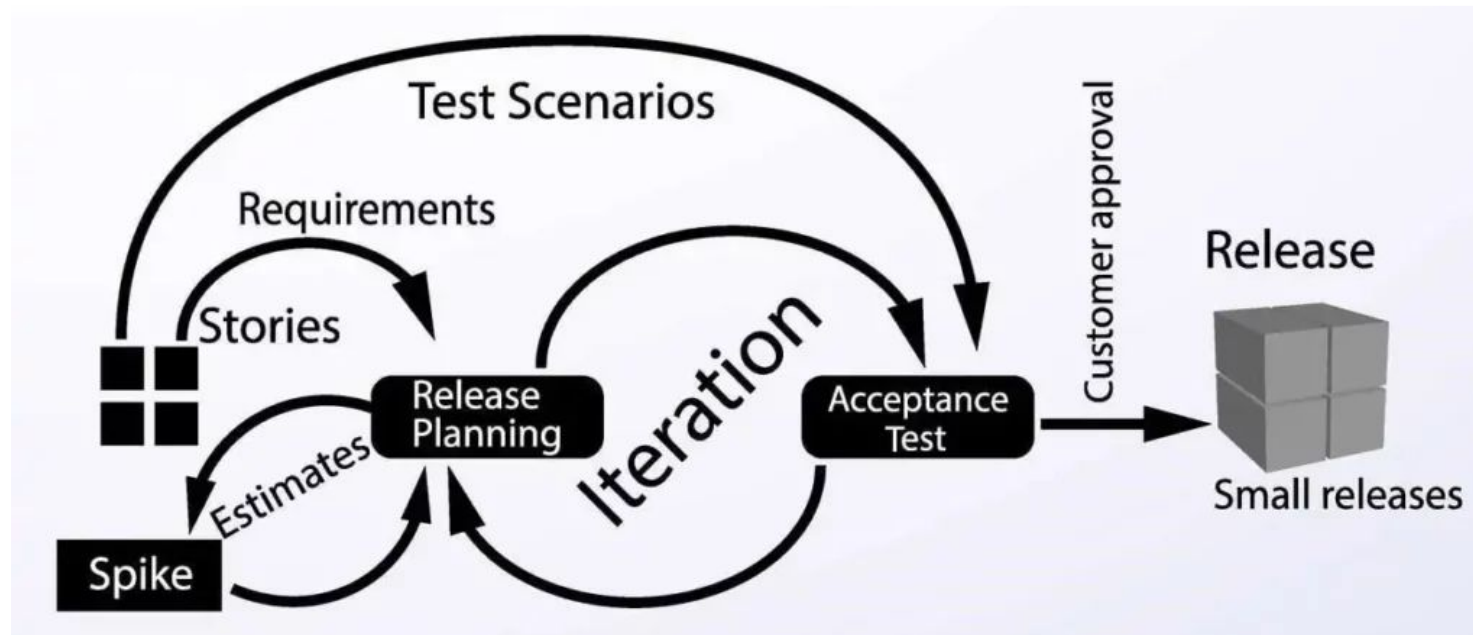 Test Scenarios
Customer approval
Requirements
Release
Stories
Iteration
Release
Planning
Acceptance
Test
Estimates
Small releases
Spike